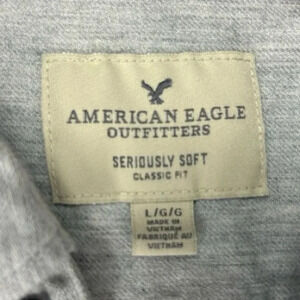 AMERICAN EAGLE
OUTFITTERS
SERIOUSLY SOFT
CLASSIC FIT
L/G/G
MADE IN
VIETNAM
FABRIQUÉ AU
VIETNAM